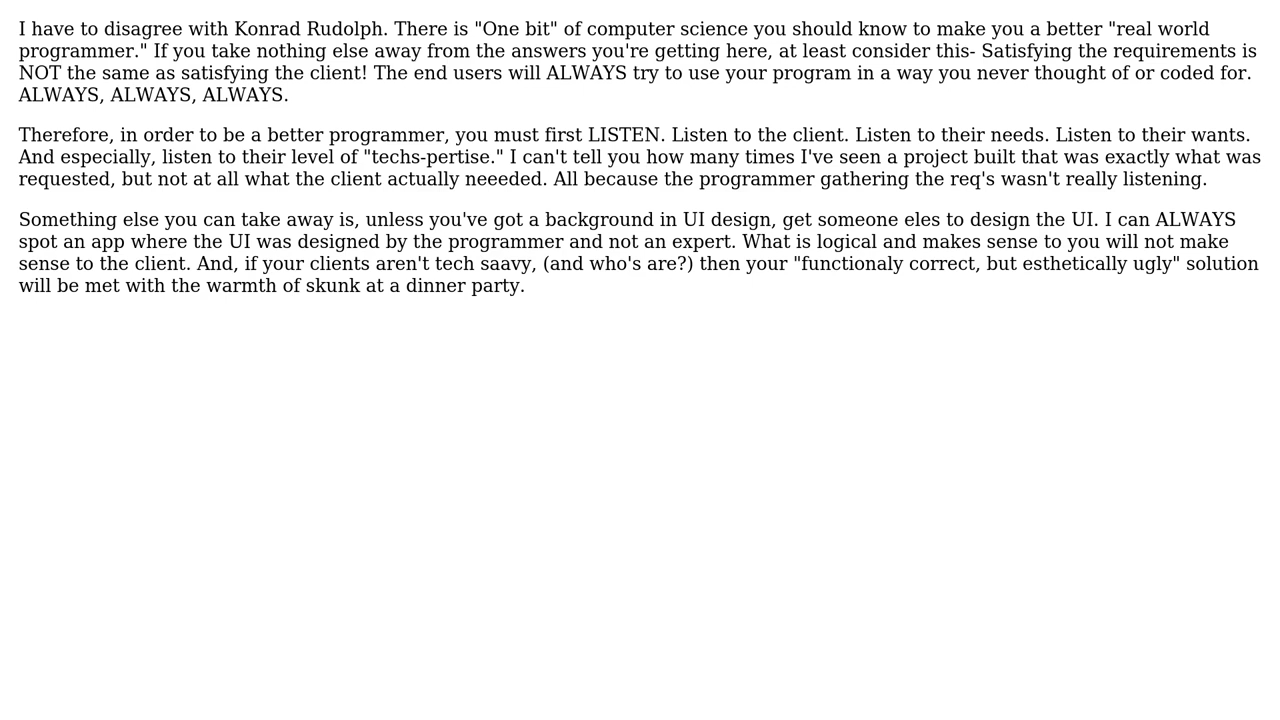 I have to disagree with Konrad Rudolph. There is "One bit" of computer science you should know to make you a better "real world
programmer." If you take nothing else away from the answers you're getting here, at least consider this- Satisfying the requirements is
NOT the same as satisfying the client! The end users will ALWAYS try to use your program in a way you never thought of or coded for.
ALWAYS, ALWAYS, ALWAYS.
Therefore, in order to be a better programmer, you must first LISTEN. Listen to the client. Listen to their needs. Listen to their wants.
And especially, listen to their level of "techs-pertise." I can't tell you how many times I've seen a project built that was exactly what was
requested, but not at all what the client actually neeeded. All because the programmer gathering the req's wasn't really listening.
Something else you can take away is, unless you've got a background in UI design, get someone eles to design the UI. I can ALWAYS
spot an app where the UI was designed by the programmer and not an expert. What is logical and makes sense to you will not make
sense to the client. And, if your clients aren't tech saavy, (and who's are?) then your "functionaly correct, but esthetically ugly" solution
will be met with the warmth of skunk at a dinner party.